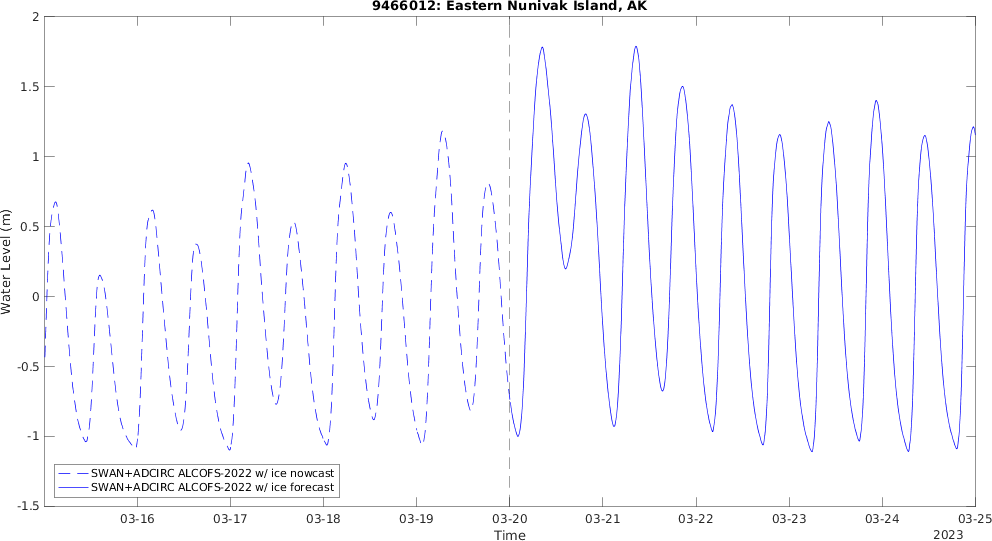 9466012: Eastern Nunivak Island, AK
2
1.5
1
0.5
0
-0.5
-1
-1.5
Water Level (m)
SWAN+ADCIRC ALCOFS-2022 w/ ice nowcast
SWAN+ADCIRC ALCOFS-2022 w/ ice forecast
03-16 03-17 03-18 03-19 03-20 03-21 03-22 03-23 03-24 03-25
Time
2023